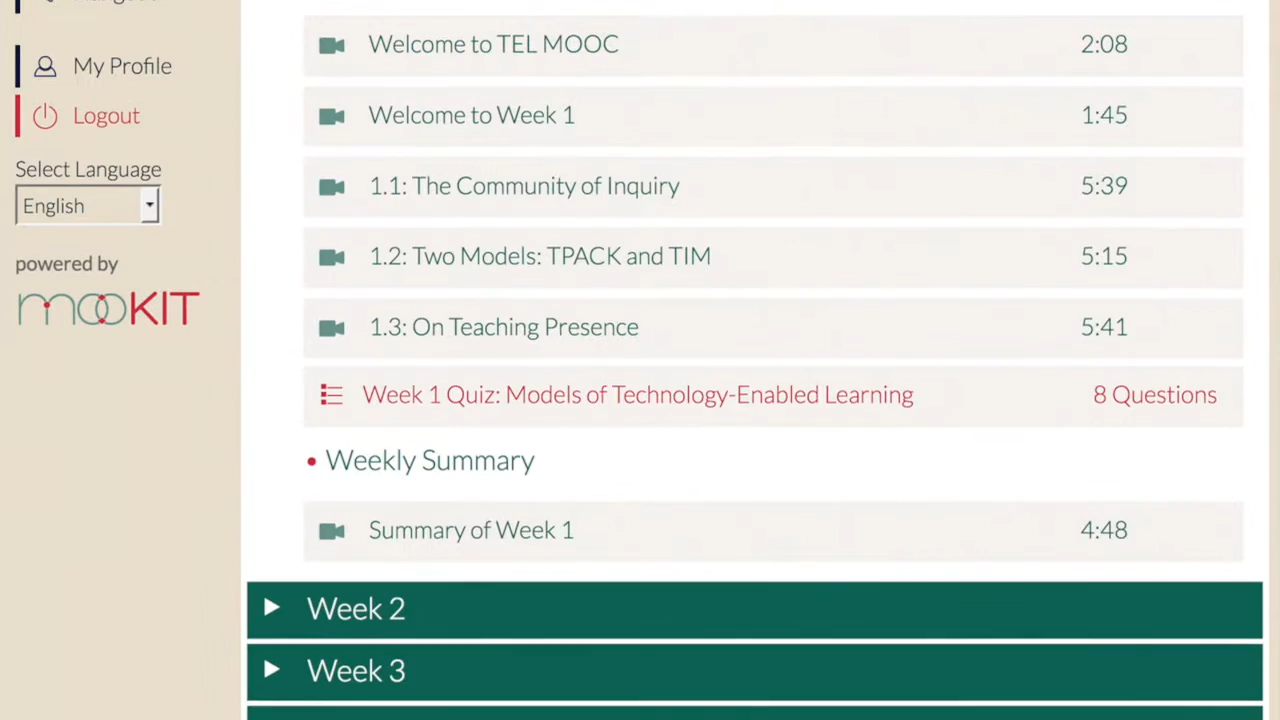 My Profile
Logout
Select Language
English
powered by
mooKIT
Welcome to TEL MOOC 2:08
Welcome to Week 1 1:45
1.1: The Community of Inquiry 5:39
1.2: Two Models: TPACK and TIM 5:15
1.3: On Teaching Presence 5:41
Week 1 Quiz: Models of Technology-Enabled Learning 8 Questions
• Weekly Summary
Summary of Week 1 4:48
Week 2
Week 3